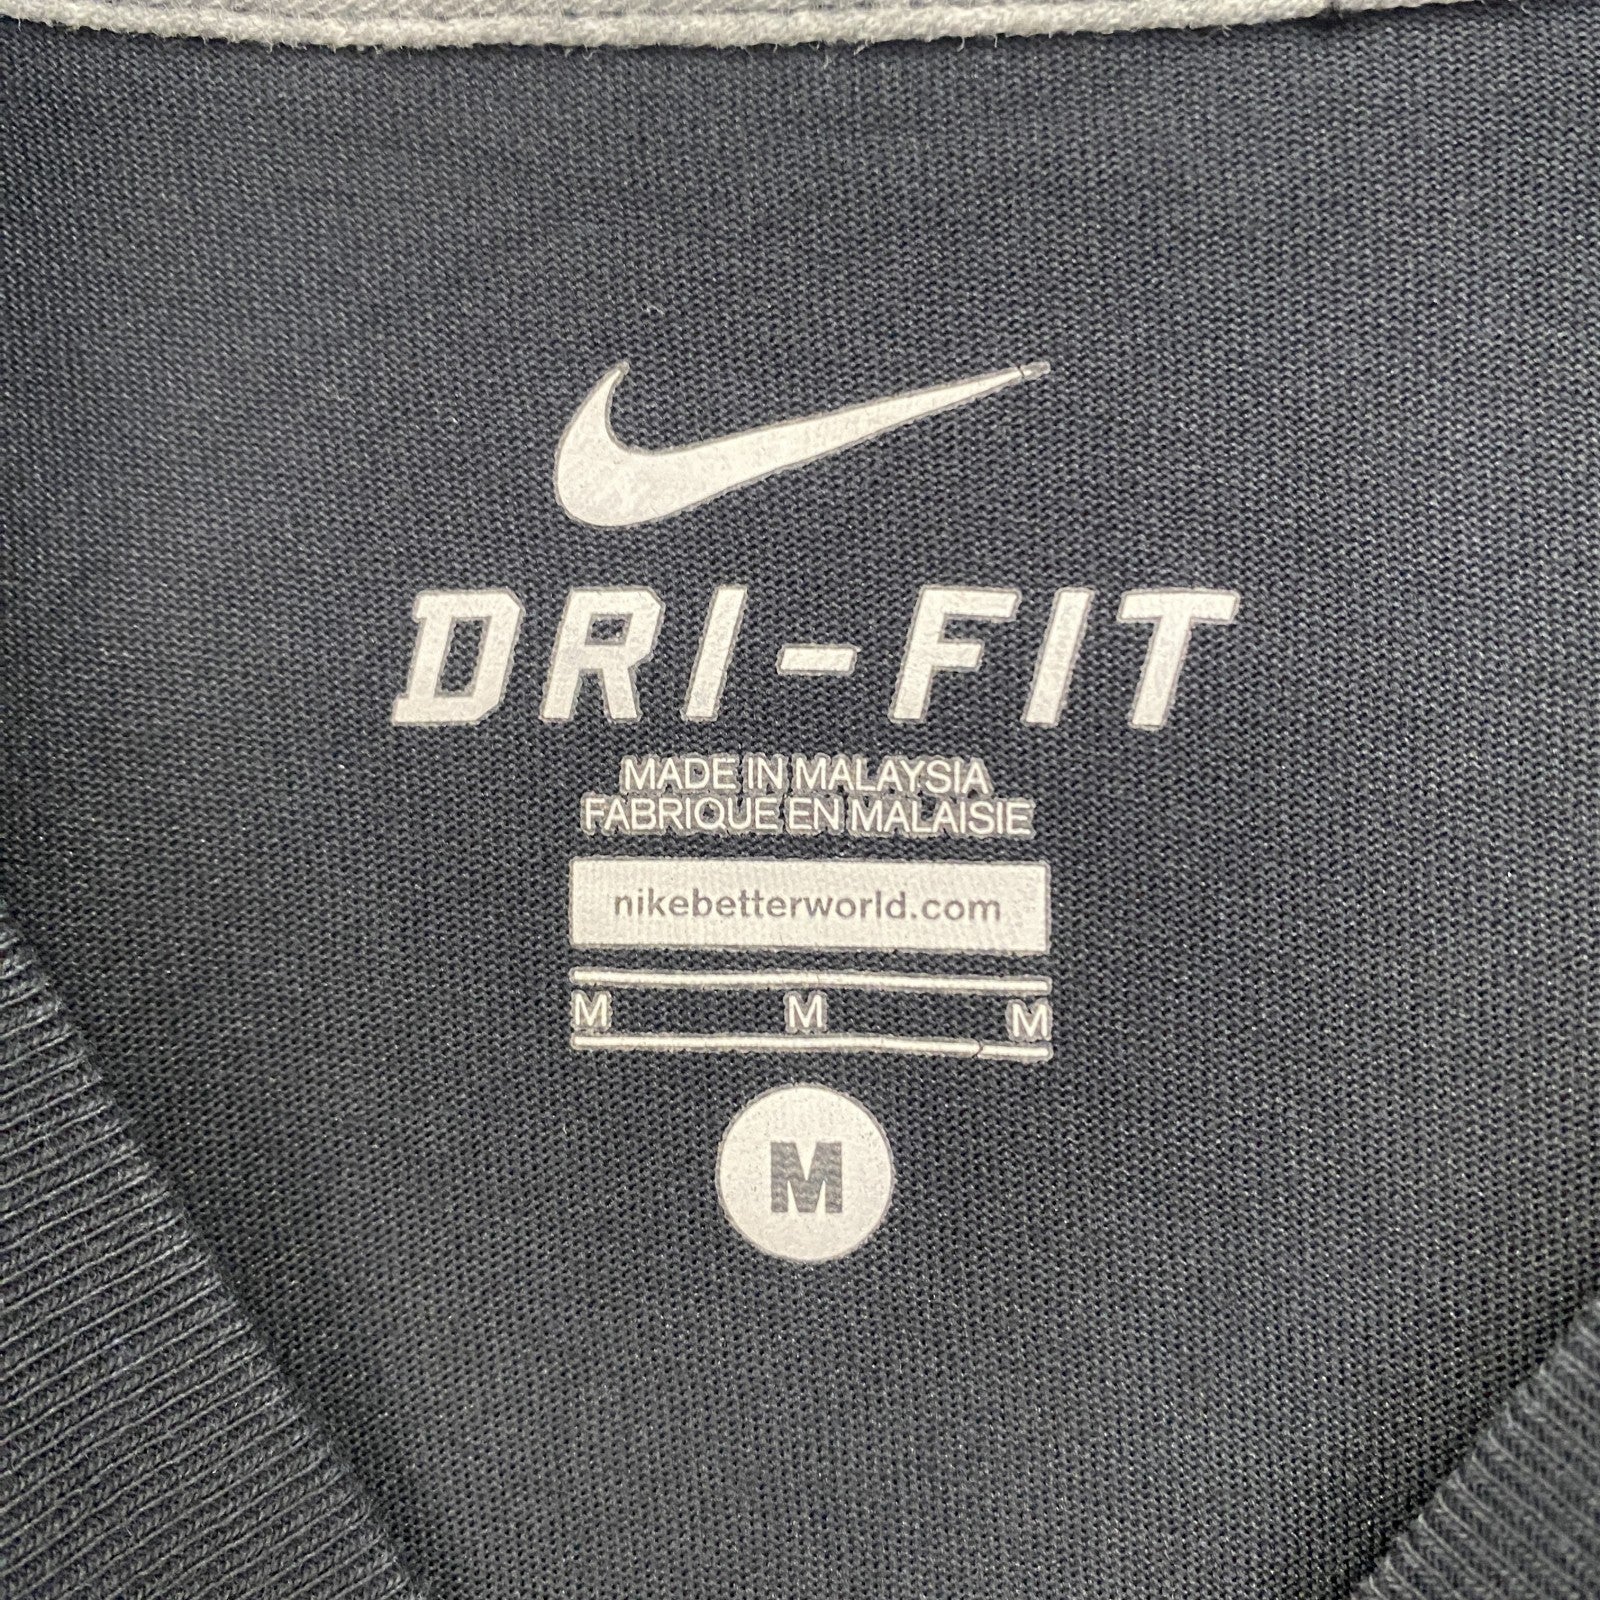 DRI-FIT
MADE IN MALAYSIA
FABRIQUE EN MALAISIE
nikebetterworld.com
M M M
M